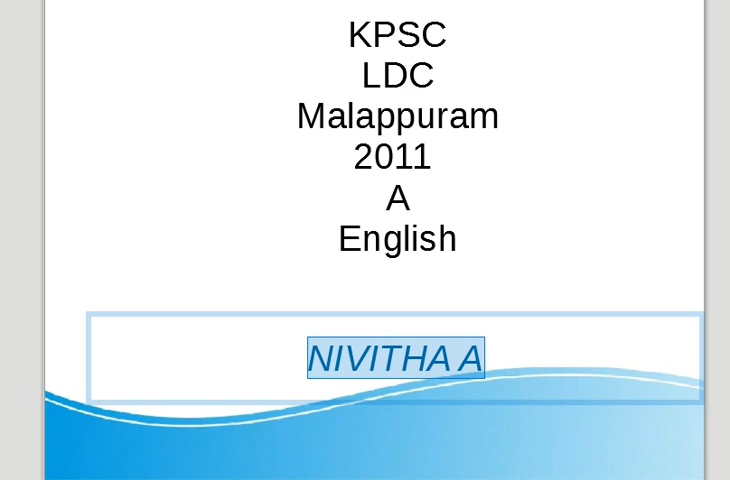 KPSC
LDC
Malappuram
2011
A
English
NIVITHA A